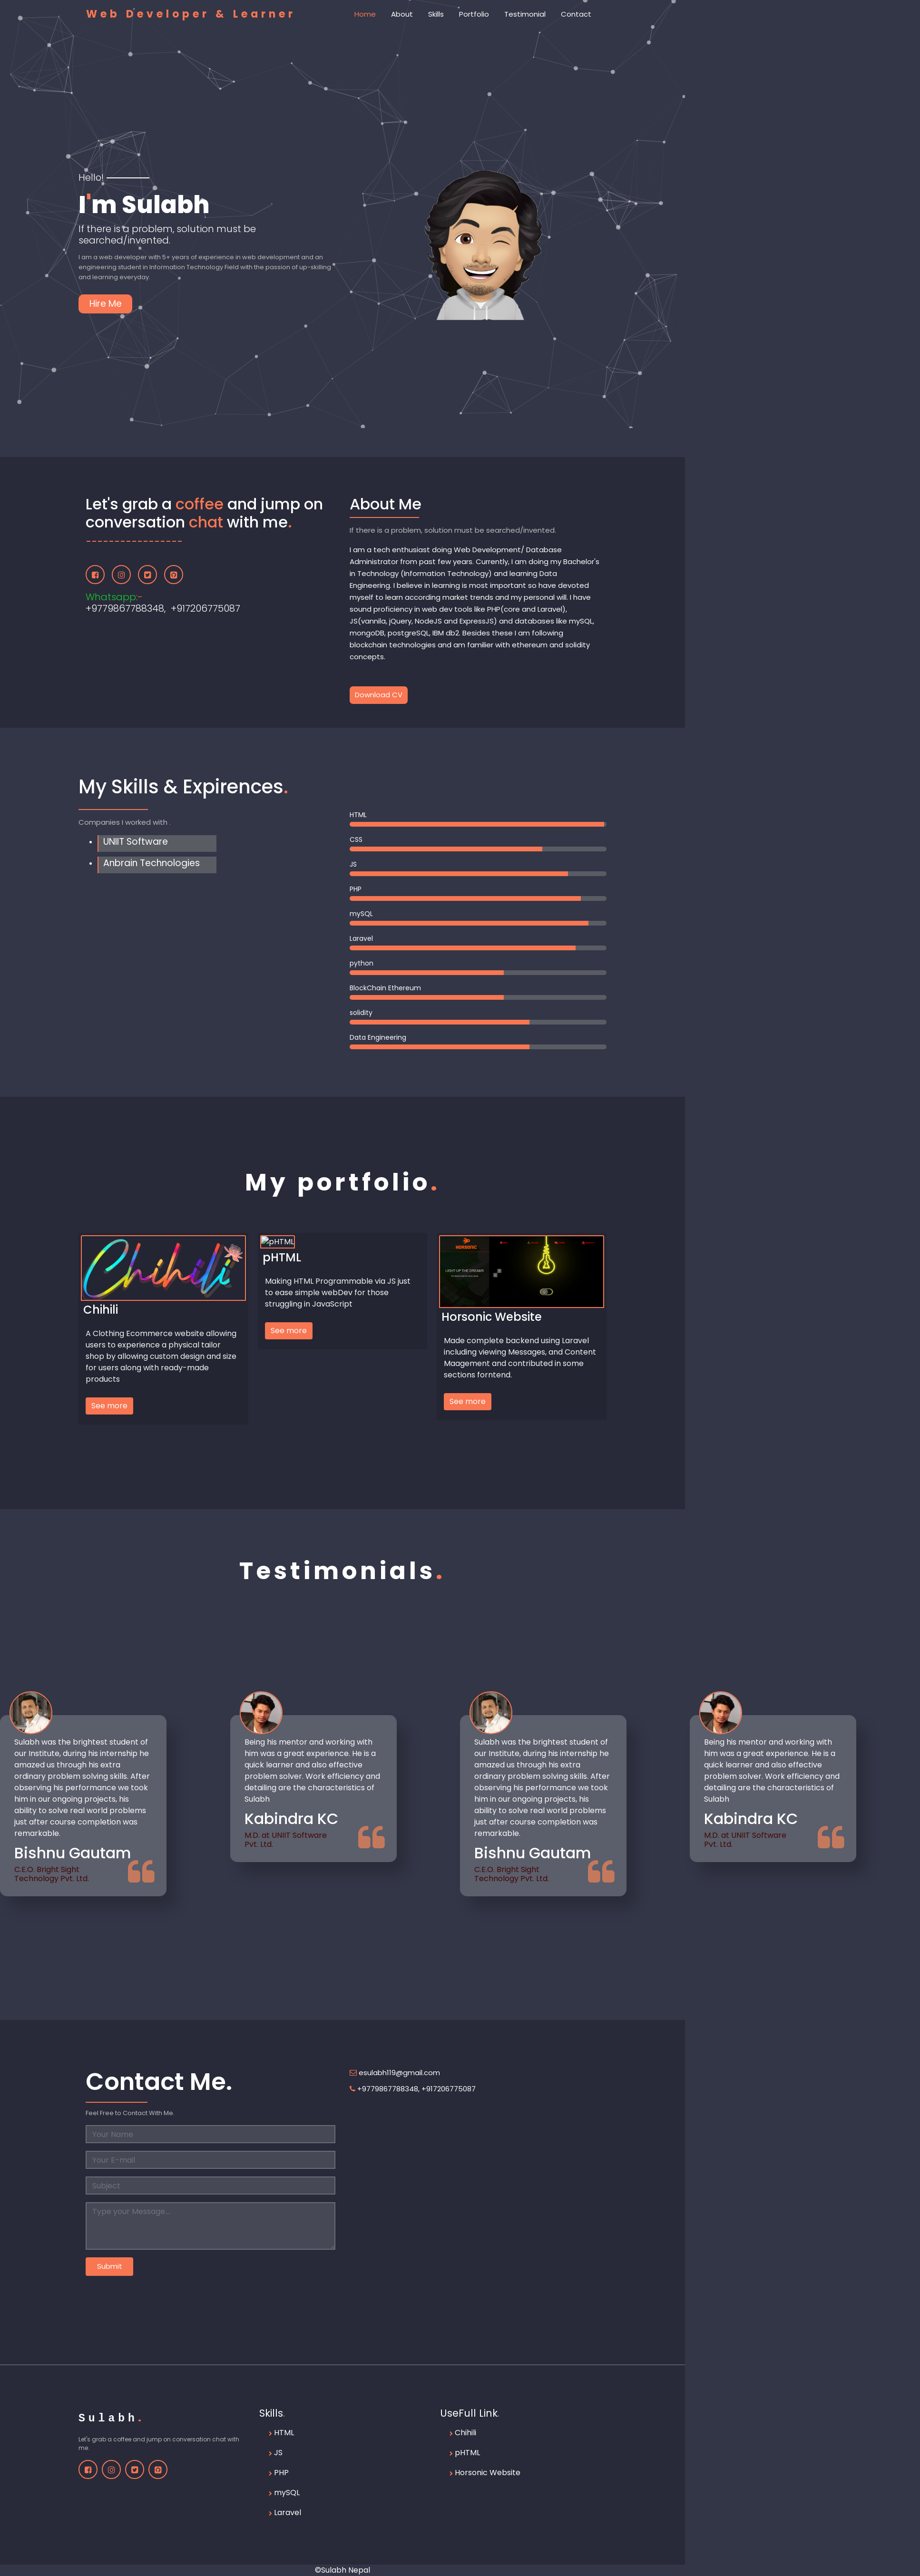 Web Developer & Learner
Home
About
Skills
Portfolio
Testimonial
Contact
Hello!
I'm Sulabh
If there is a problem, solution must be
searched/invented.
I am a web developer with 5+ years of experience in web development and an
engineering student in Information Technology Field with the passion of up-skilling
and learning everyday.
Hire Me
Let's grab a coffee and jump on
conversation chat with me.
Whatsapp:-
+9779867788348, +917206775087
About Me
If there is a problem, solution must be searched/invented.
I am a tech enthusiast doing Web Development/ Database
Administrator from past few years. Currently, I am doing my Bachelor's
in Technology (Information Technology) and learning Data
Engineering. I believe in learning is most important so have devoted
myself to learn according market trends and my personal will. I have
sound proficiency in web dev tools like PHP(core and Laravel),
JS(vannila, jQuery, NodeJS and ExpressJS) and databases like mySQL,
mongoDB, postgreSQL, IBM db2. Besides these I am following
blockchain technologies and am familier with ethereum and solidity
concepts.
Download CV
My Skills & Expirences.
Companies I worked with .
UNIIT Software
Anbrain Technologies
HTML
CSS
JS
PHP
mySQL
Laravel
python
BlockChain Ethereum
solidity
Data Engineering
My portfolio.
Chihili
Chihili
A Clothing Ecommerce website allowing
users to experience a physical tailor
shop by allowing custom design and size
for users along with ready-made
products
See more
pHTML
pHTML
Making HTML Programmable via JS just
to ease simple webDev for those
struggling in JavaScript
See more
HORSONIC
LIGHT UP THE DREAMS
Horsonic Website
Made complete backend using Laravel
including viewing Messages, and Content
Maagement and contributed in some
sections forntend.
See more
Testimonials.
Sulabh was the brightest student of
our Institute, during his internship he
amazed us through his extra
ordinary problem solving skills. After
observing his performance we took
him in our ongoing projects, his
ability to solve real world problems
just after course completion was
remarkable.
Bishnu Gautam
C.E.O. Bright Sight
Technology Pvt. Ltd.
Being his mentor and working with
him was a great experience. He is a
quick learner and also effective
problem solver. Work efficiency and
detailing are the characteristics of
Sulabh
Kabindra KC
M.D. at UNIIT Software
Pvt. Ltd.
Sulabh was the brightest student of
our Institute, during his internship he
amazed us through his extra
ordinary problem solving skills. After
observing his performance we took
him in our ongoing projects, his
ability to solve real world problems
just after course completion was
remarkable.
Bishnu Gautam
C.E.O. Bright Sight
Technology Pvt. Ltd.
Being his mentor and working with
him was a great experience. He is a
quick learner and also effective
problem solver. Work efficiency and
detailing are the characteristics of
Sulabh
Kabindra KC
M.D. at UNIIT Software
Pvt. Ltd.
Contact Me.
Feel Free to Contact With Me.
Your Name
Your E-mail
Subject
Type your Message....
Submit
esulabh119@gmail.com
+9779867788348, +917206775087
Sulabh.
Let's grab a coffee and jump on conversation chat with
me.
Skills.
HTML
JS
PHP
mySQL
Laravel
UseFull Link.
Chihili
pHTML
Horsonic Website
©Sulabh Nepal